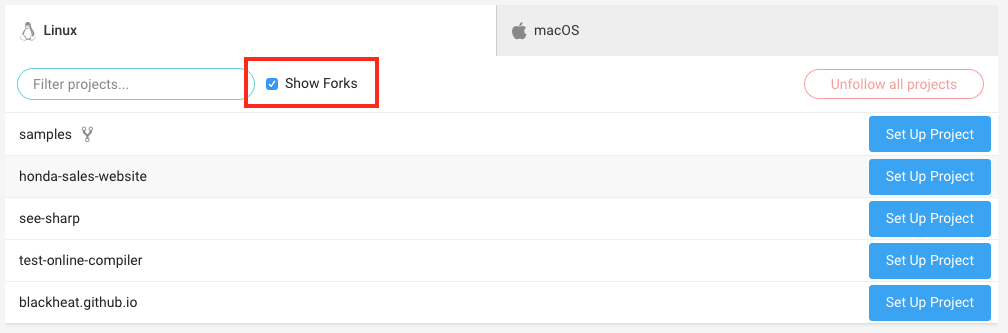 Linux
macOS
Filter projects...
Show Forks
Unfollow all projects
samples
Set Up Project
honda-sales-website
Set Up Project
see-sharp
Set Up Project
test-online-compiler
Set Up Project
blackheat.github.io
Set Up Project